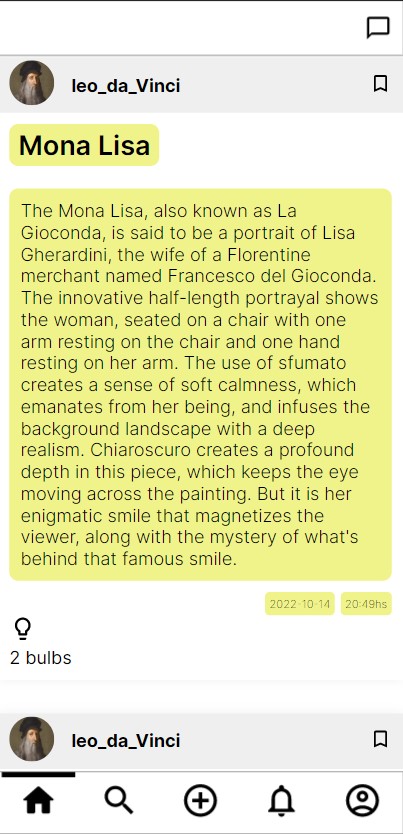 leo_da_Vinci
Mona Lisa
The Mona Lisa, also known as La
Gioconda, is said to be a portrait of Lisa
Gherardini, the wife of a Florentine
merchant named Francesco del Gioconda.
The innovative half-length portrayal shows
the woman, seated on a chair with one
arm resting on the chair and one hand
resting on her arm. The use of sfumato
creates a sense of soft calmness, which
emanates from her being, and infuses the
background landscape with a deep
realism. Chiaroscuro creates a profound
depth in this piece, which keeps the eye
moving across the painting. But it is her
enigmatic smile that magnetizes the
viewer, along with the mystery of what's
behind that famous smile.
2022-10-14 20:49hs
2 bulbs
leo_da_Vinci